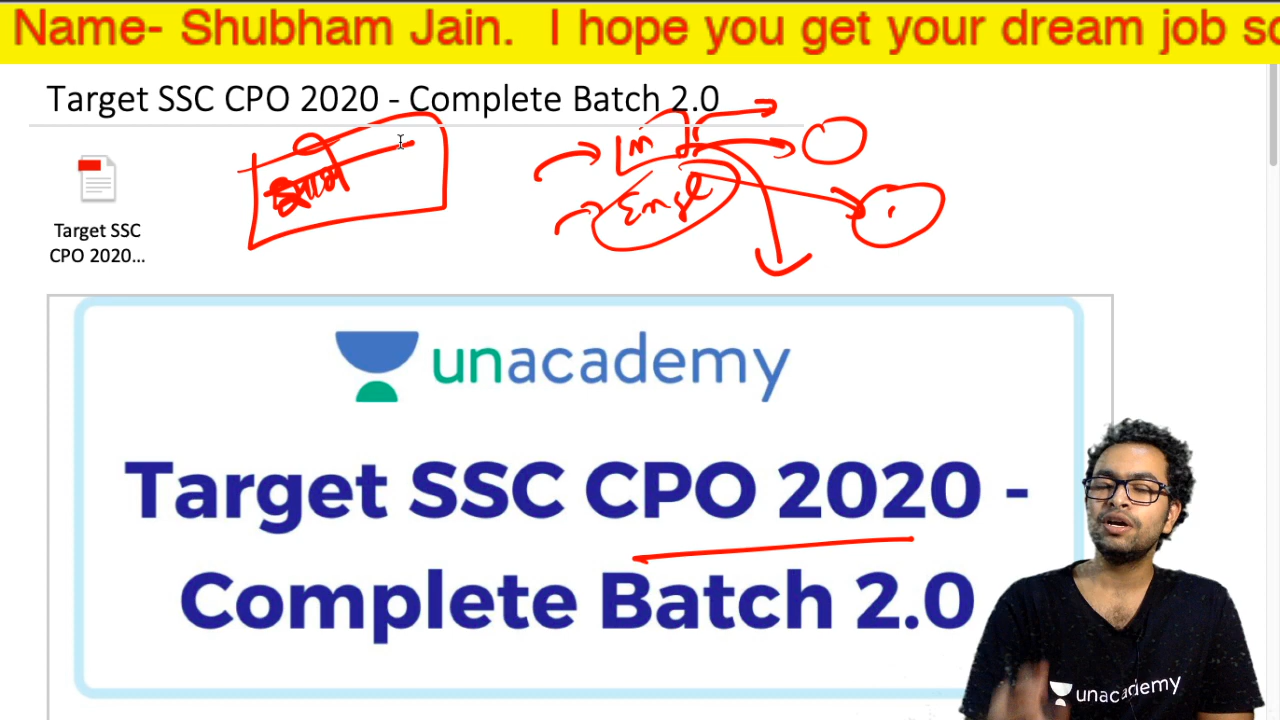 Name- Shubham Jain. I hope you get your dream job so
Target SSC CPO 2020 - Complete Batch 2.0
m
Target SSC
CPO 2020...
unacademy
Target SSC CPO 2020 -
Complete Batch 2.0
unacademy